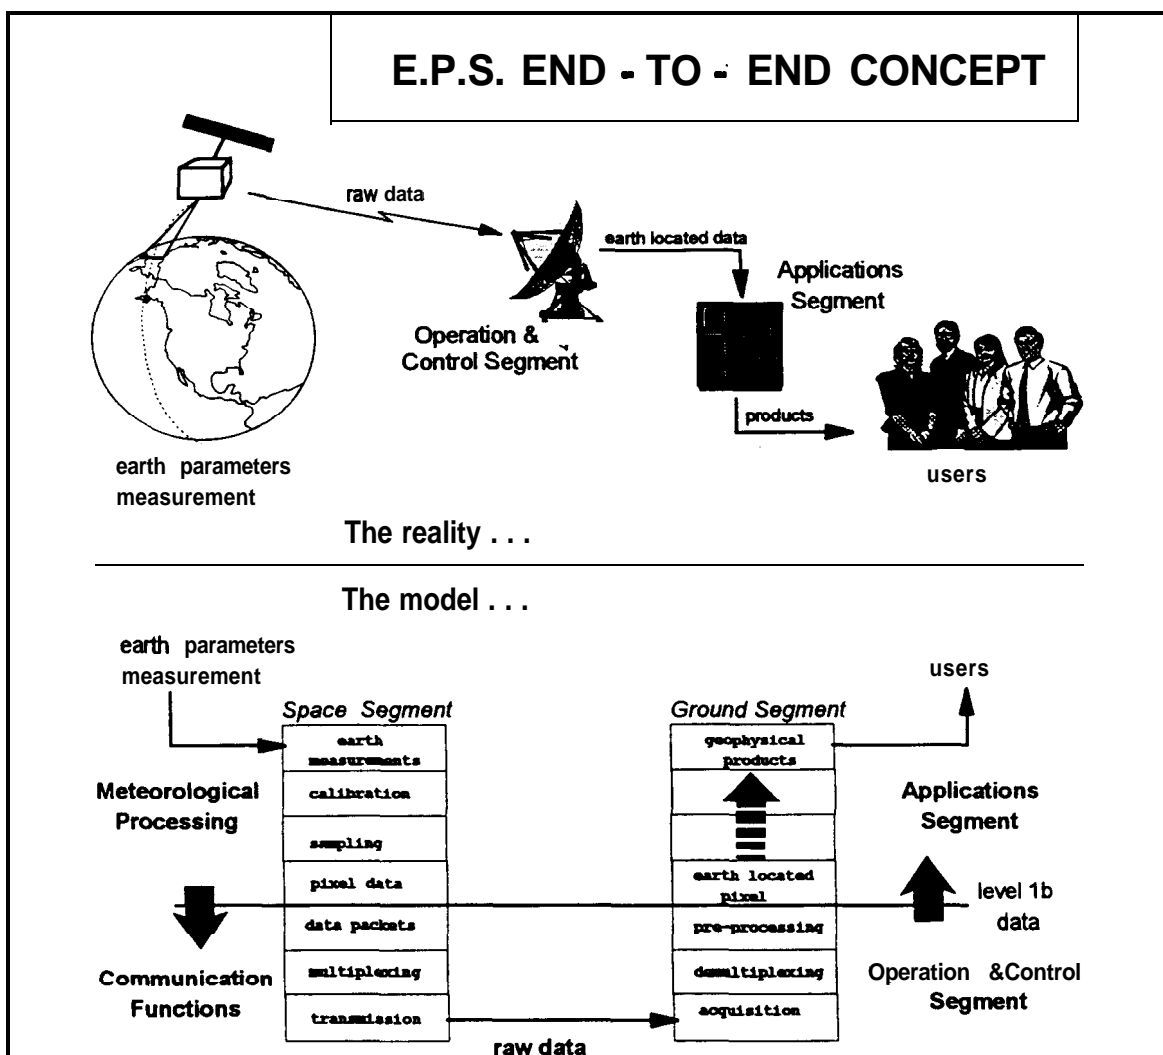 E.P.S. END - TO - END CONCEPT
raw data
earth located data
Applications
Segment
Operation &
Control Segment
products
earth parameters
measurement
users
The reality . . .
The model . . .
earth parameters
measurement
users
Space Segment
Ground Segment
earth
measurements
geophysical
products
Meteorological
Processing
calibration
Applications
Segment
sampling
pixel data
earth located
pixel
level 1b
data
data packets
pre-processing
Communication
Functions
multiplexing
demultiplexing
Operation &Control
Segment
transmission
acquisition
raw data